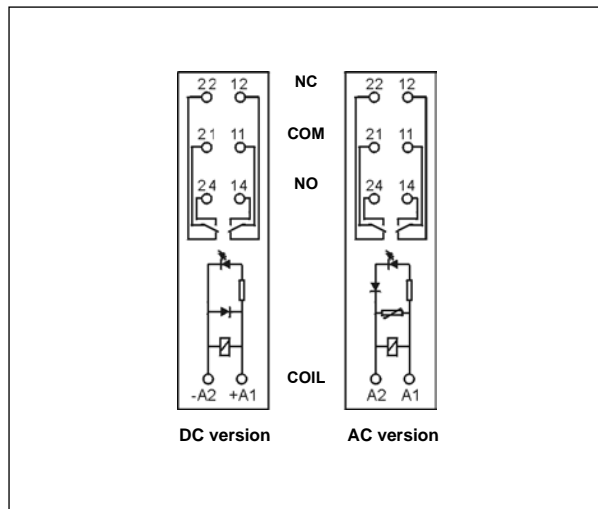 22 12 NC 22 12
21 11 COM 21 11
24 14 NO 24 14
-A2 +A1 COIL A2 A1
DC version AC version